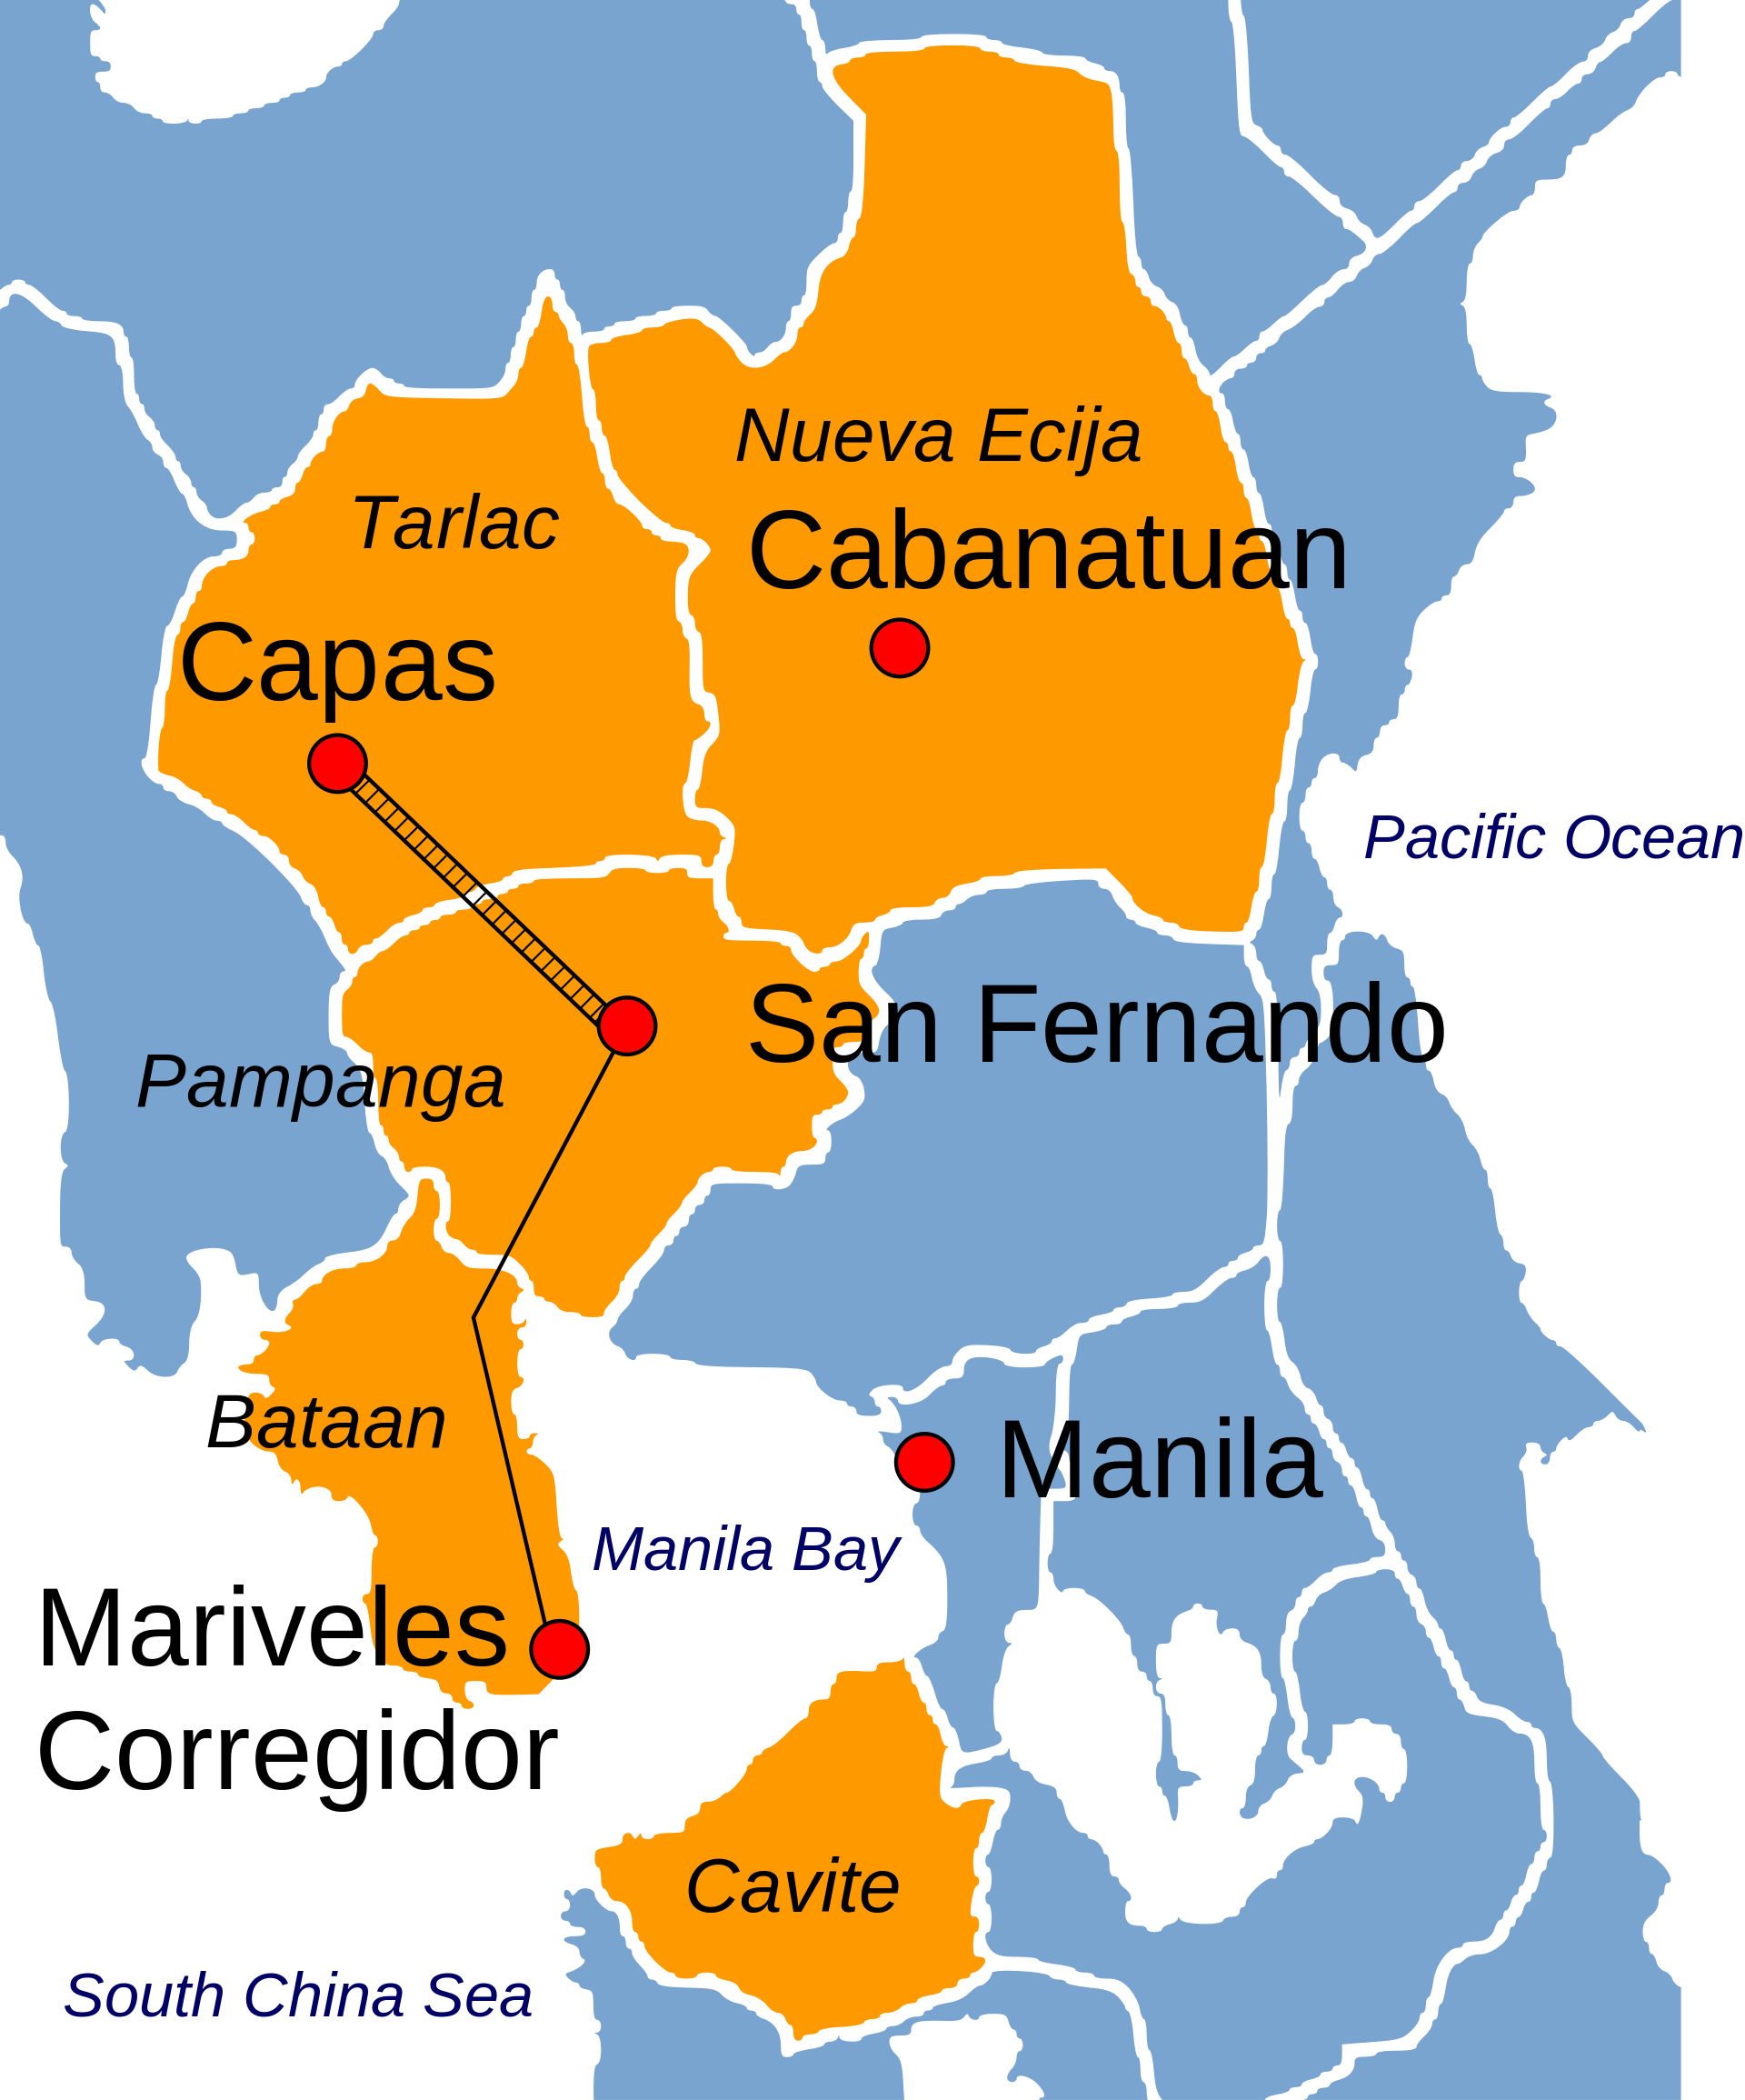 Nueva Ecija
Tarlac
Cabanatuan
Capas
Pacific Ocean
San Fernando
Pampanga
Bataan
Manila
Manila Bay
Mariveles
Corregidor
Cavite
South China Sea